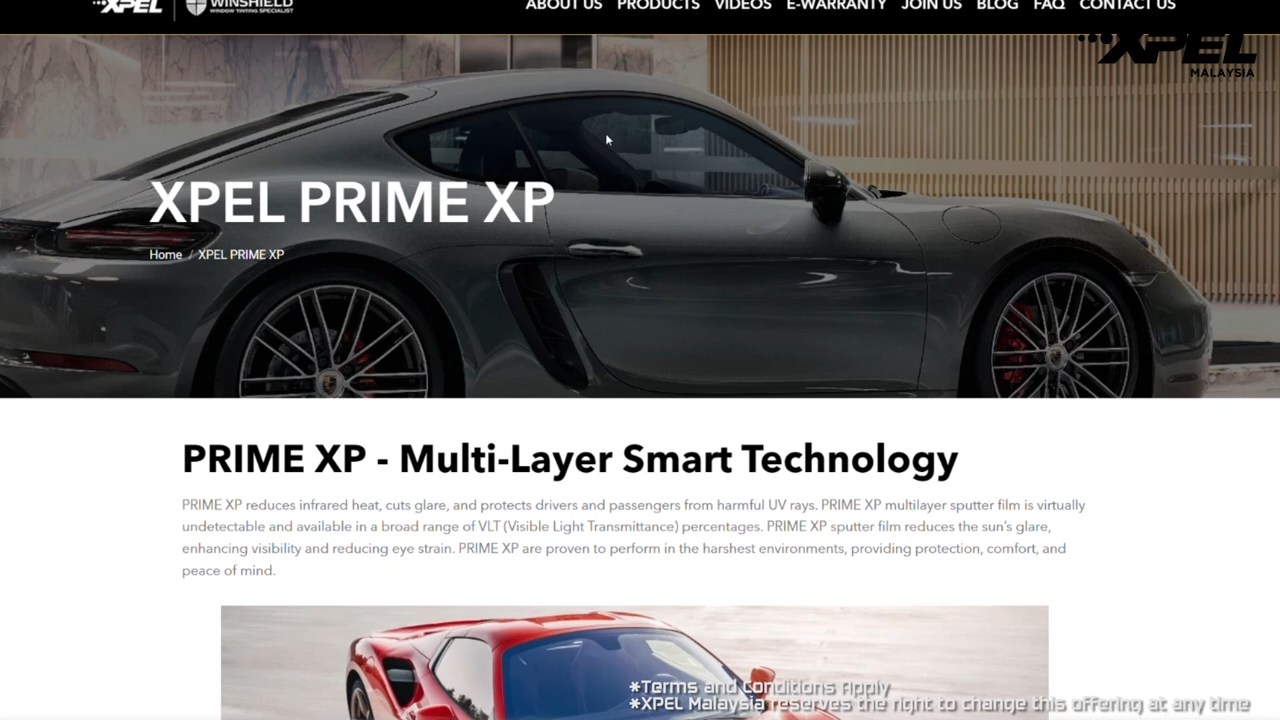 XPEL WINSHIELD
WINDOW TINTING SPECIALIST
ABOUT US PRODUCTS VIDEOS E-WARRANTY JOIN US BLOG FAQ CONTACT US
XPEL
MALAYSIA
XPEL PRIME XP
Home / XPEL PRIME XP
PRIME XP - Multi-Layer Smart Technology
PRIME XP reduces infrared heat, cuts glare, and protects drivers and passengers from harmful UV rays. PRIME XP multilayer sputter film is virtually
undetectable and available in a broad range of VLT (Visible Light Transmittance) percentages. PRIME XP sputter film reduces the sun's glare,
enhancing visibility and reducing eye strain. PRIME XP are proven to perform in the harshest environments, providing protection, comfort, and
peace of mind.
*Terms and Conditions Apply
*XPEL Malaysia reserves the right to change this offering at any time